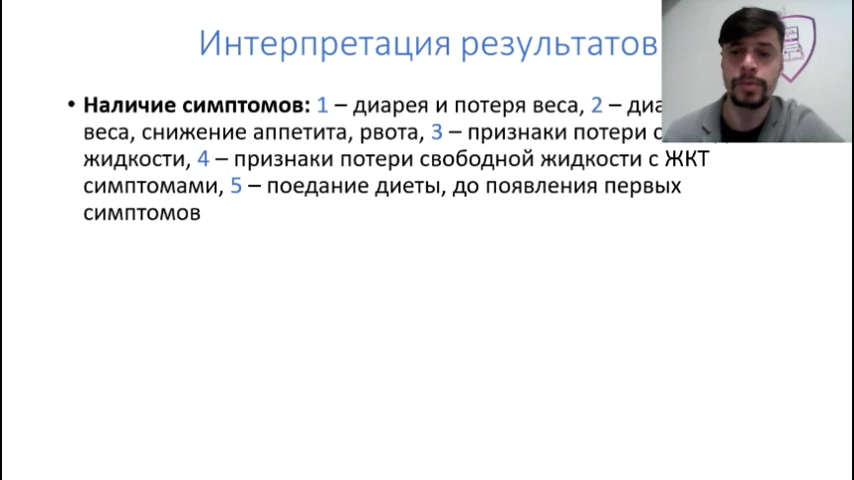 Интерпретация результатов
• Наличие симптомов: 1 – диарея и потеря веса, 2 –
веса, снижение аппетита, рвота, 3 – признаки потери
жидкости, 4 – признаки потери свободной жидкости с ЖКТ
симптомами, 5 – поедание диеты, до появления первых
симптомов